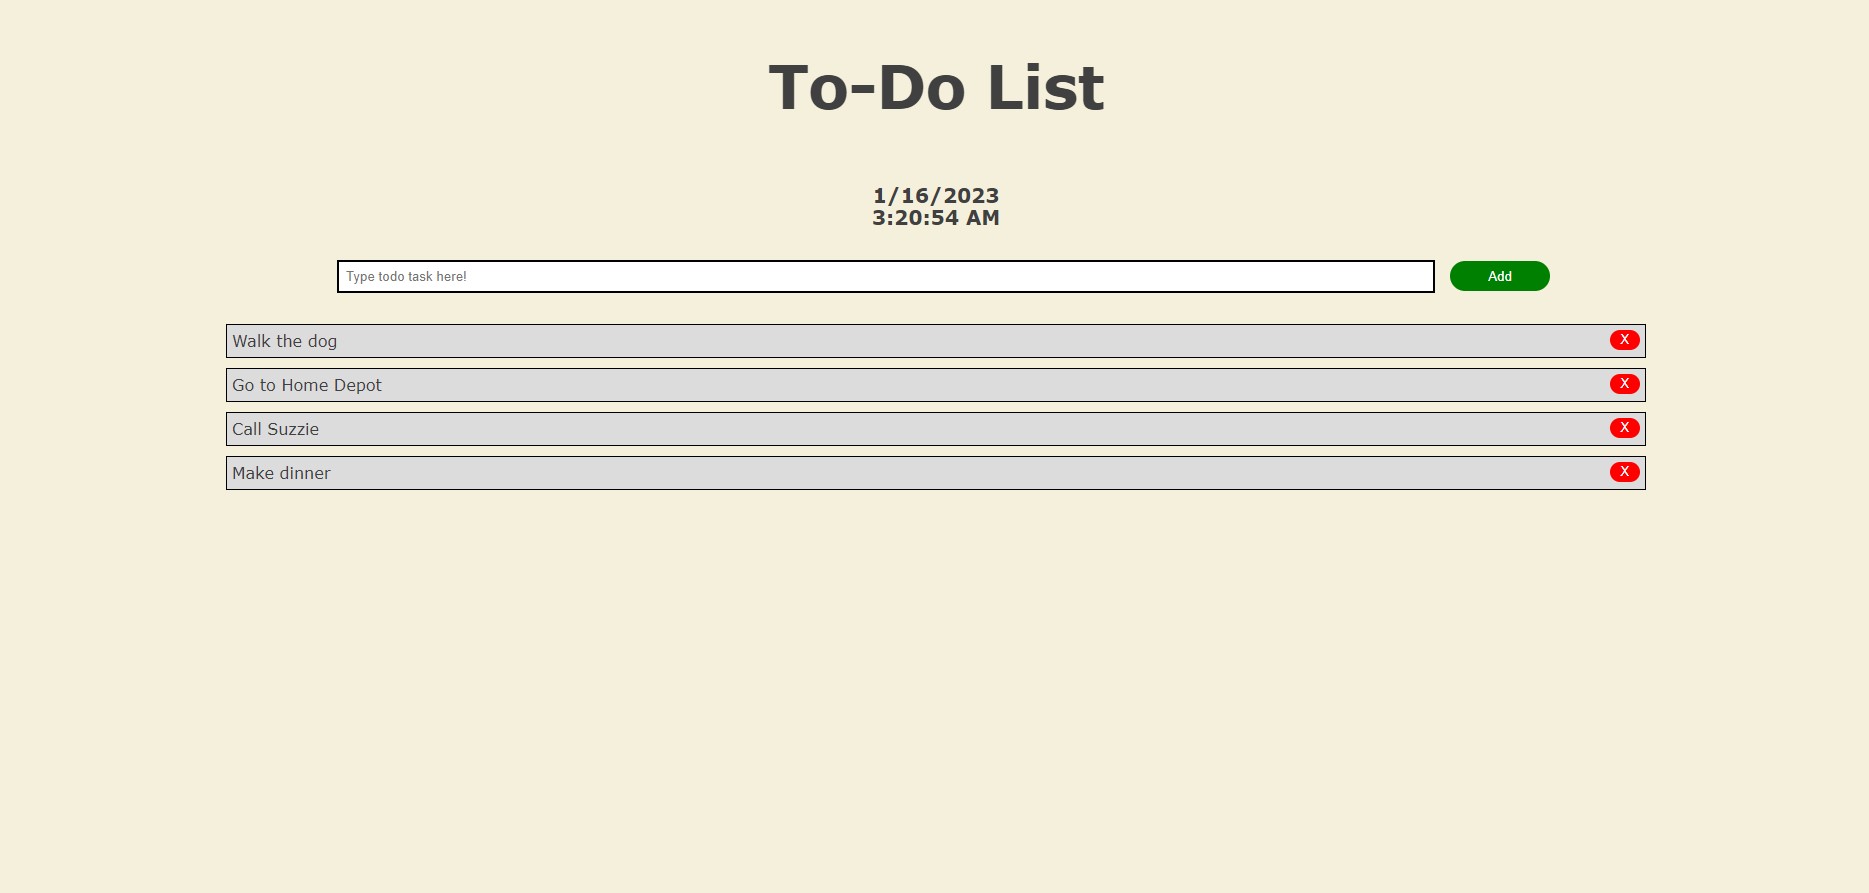 To-Do List
1/16/2023
3:20:54 AM
Type todo task here!
Add
Walk the dog
X
Go to Home Depot
X
Call Suzzie
X
Make dinner
X